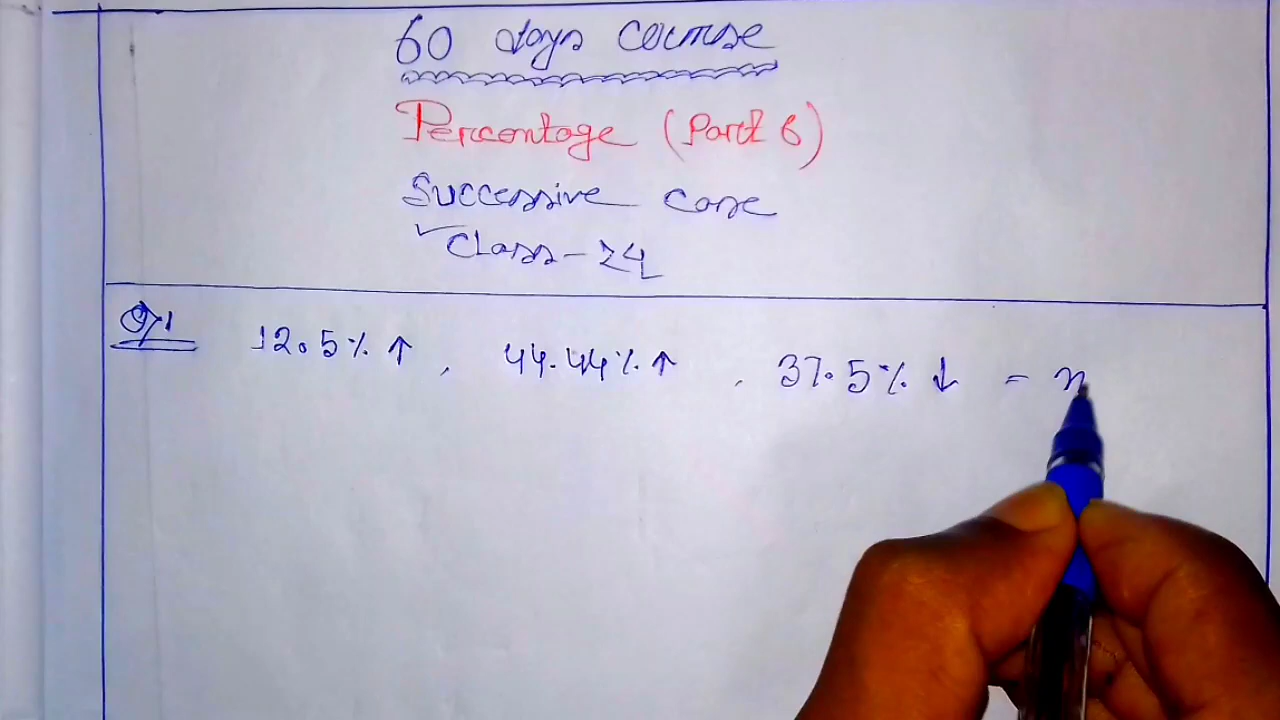 60 days course
Percentage (Part 6)
Successive case
✓ Class - 24
Q/1 12.5% ↑ , 44.44% ↑ , 37.5% ↓ = n